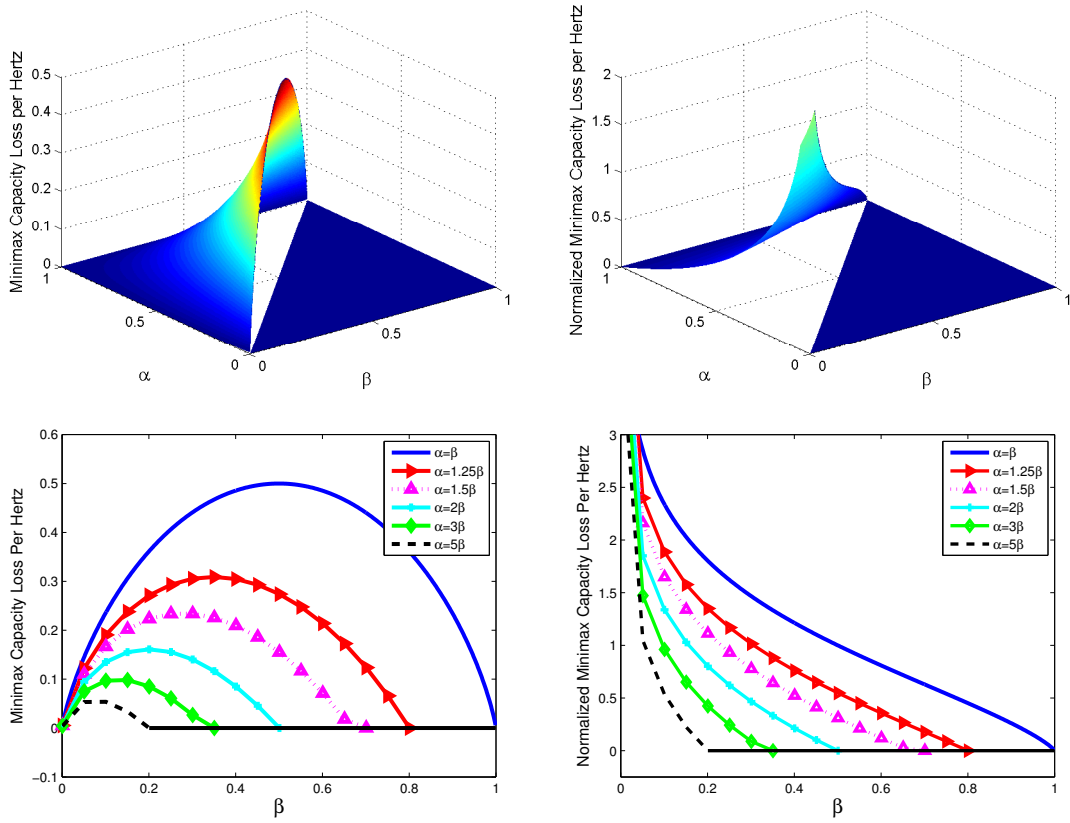 Minimax Capacity Loss per Hertz
0.5
0.4
0.3
0.2
0.1
0
1
0.5
0
α
0
0.5
1
β
Normalized Minimax Capacity Loss per Hertz
2
1.5
1
0.5
0
1
0.5
0
α
0
0.5
1
β
Minimax Capacity Loss Per Hertz
0.6
0.5
0.4
0.3
0.2
0.1
0
−0.1
0
0.2
0.4
0.6
0.8
1
β
α=β
α=1.25β
α=1.5β
α=2β
α=3β
α=5β
Normalized Minimax Capacity Loss Per Hertz
3
2.5
2
1.5
1
0.5
0
0
0.2
0.4
0.6
0.8
1
β
α=β
α=1.25β
α=1.5β
α=2β
α=3β
α=5β